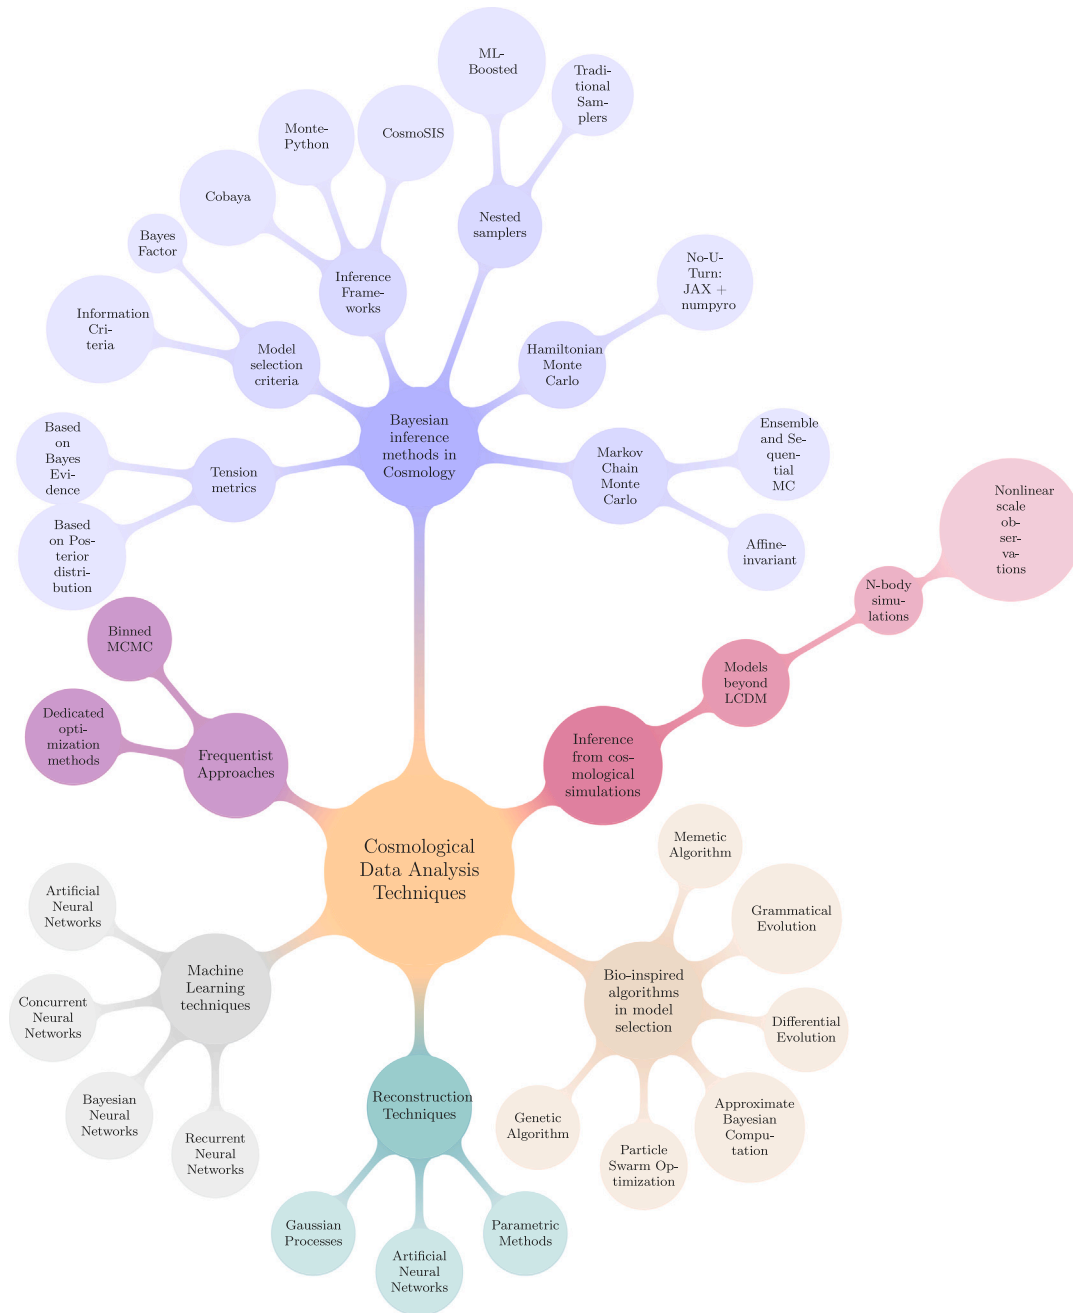 ML-
Boosted
Tradi-
tional
Sam-
plers
Monte-
Python
CosmoSIS
Cobaya
Nested
samplers
Bayes
Factor
Inference
Frame-
works
No-U-
Turn:
JAX +
numpyro
Information
Cri-
teria
Model
selection
criteria
Hamiltonian
Monte
Carlo
Bayesian
inference
methods in
Cosmology
Based
on
Bayes
Evi-
dence
Tension
metrics
Markov
Chain
Monte
Carlo
Ensemble
and Se-
quen-
tial
MC
Based
on Pos-
terior
distri-
bution
Affine-
invariant
Nonlinear
scale
ob-
ser-
va-
tions
N-body
simu-
lations
Binned
MCMC
Models
beyond
LCDM
Dedicated
opti-
mization
methods
Frequentist
Approaches
Inference
from cos-
mological
simulations
Cosmological
Data Analysis
Techniques
Memetic
Algorithm
Artificial
Neural
Networks
Grammatical
Evolution
Machine
Learning
techniques
Bio-inspired
algorithms
in model
selection
Concurrent
Neural
Networks
Differential
Evolution
Bayesian
Neural
Networks
Reconstruction
Techniques
Approximate
Bayesian
Compu-
tation
Genetic
Algorithm
Recurrent
Neural
Networks
Particle
Swarm Op-
timization
Gaussian
Processes
Artificial
Neural
Networks
Parametric
Methods